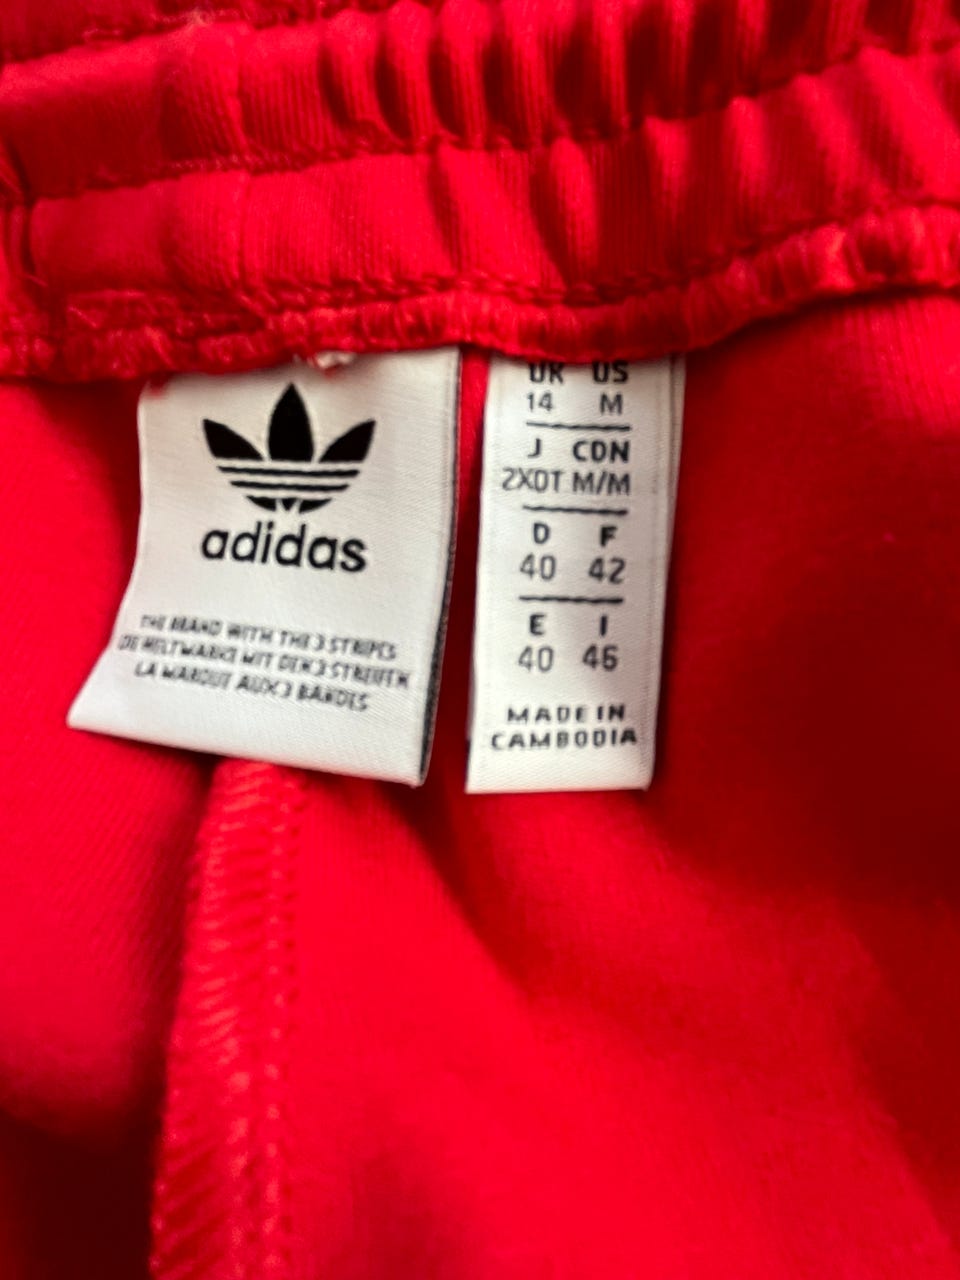 adidas
THE BRAND WITH THE 3 STRIPES
DIE WELTMARKE MIT DEN 3 STREIFEN
LA MARQUE AUX 3 BANDES
UK US
14 M
J CDN
2XOT M/M
D F
40 42
E I
40 46
MADE IN
CAMBODIA